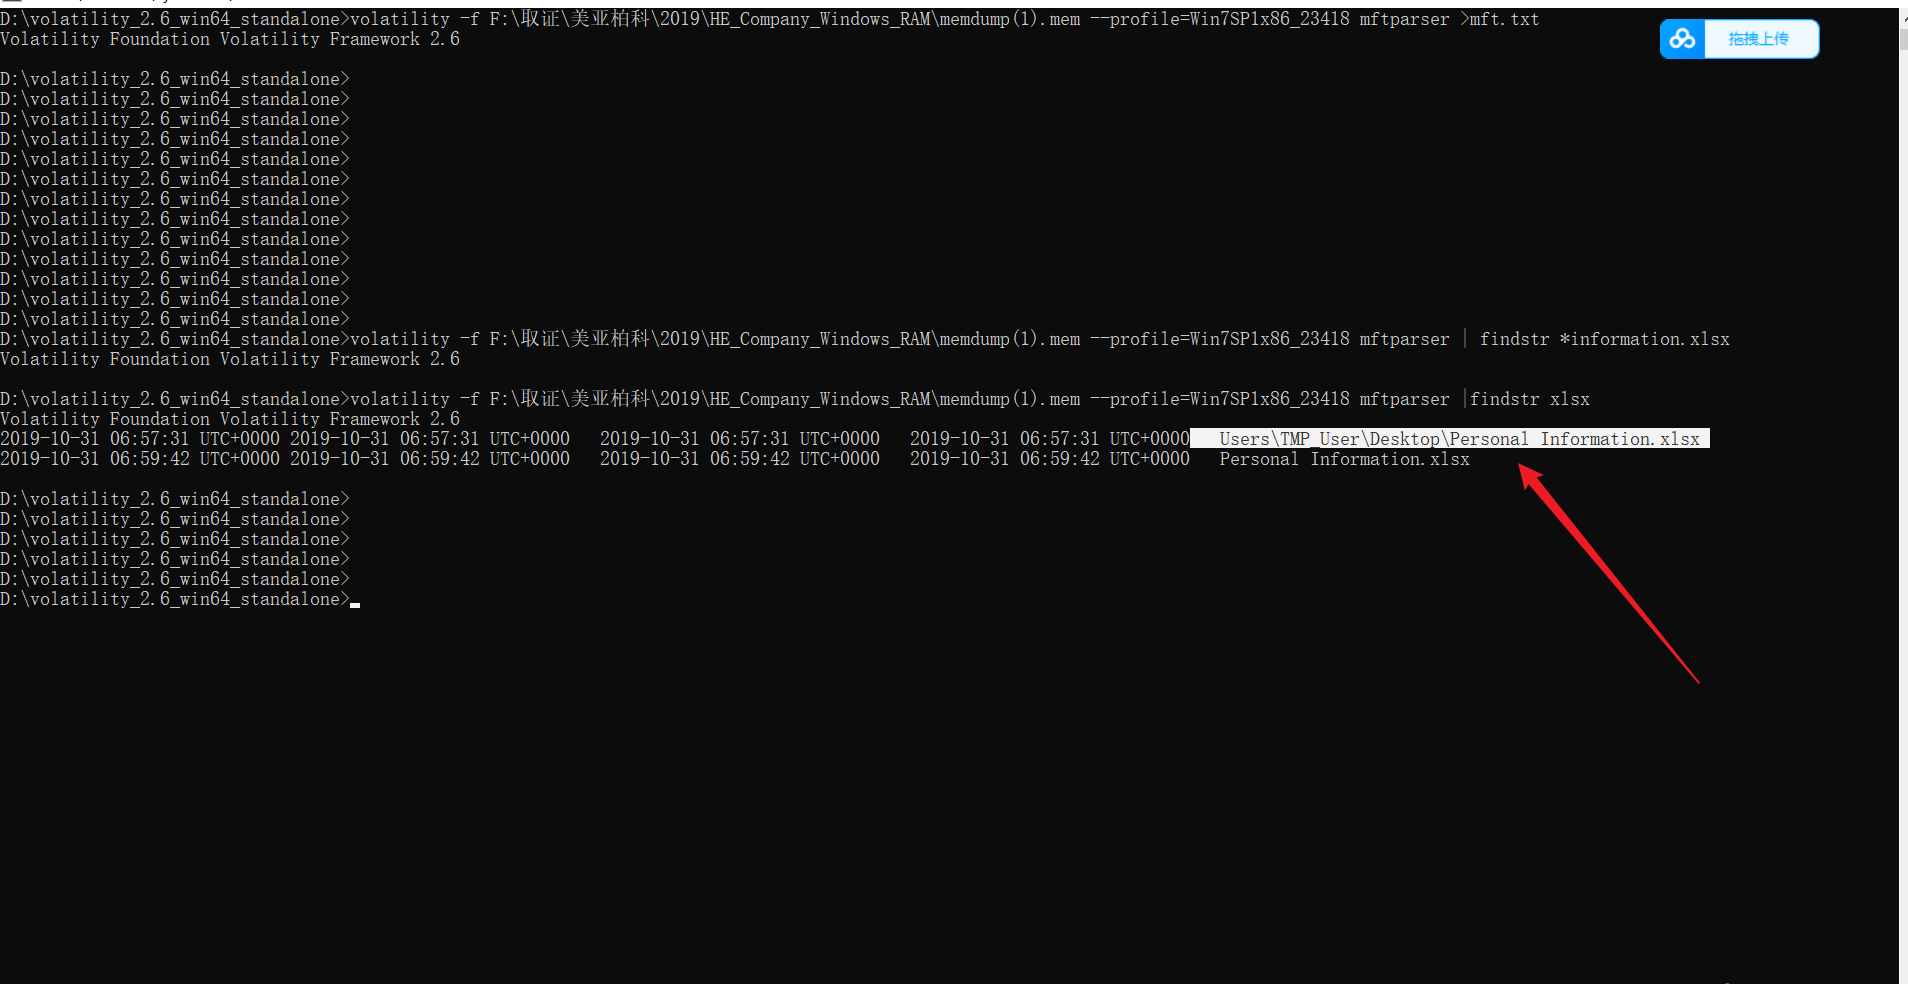 D:\volatility_2.6_win64_standalone>volatility -f F:\取证\美亚柏科\2019\HE_Company_Windows_RAM\memdump(1).mem --profile=Win7SP1x86_23418 mftparser >mft.txt
Volatility Foundation Volatility Framework 2.6
拖拽上传
D:\volatility_2.6_win64_standalone>
D:\volatility_2.6_win64_standalone>
D:\volatility_2.6_win64_standalone>
D:\volatility_2.6_win64_standalone>
D:\volatility_2.6_win64_standalone>
D:\volatility_2.6_win64_standalone>
D:\volatility_2.6_win64_standalone>
D:\volatility_2.6_win64_standalone>
D:\volatility_2.6_win64_standalone>
D:\volatility_2.6_win64_standalone>
D:\volatility_2.6_win64_standalone>
D:\volatility_2.6_win64_standalone>
D:\volatility_2.6_win64_standalone>
D:\volatility_2.6_win64_standalone>volatility -f F:\取证\美亚柏科\2019\HE_Company_Windows_RAM\memdump(1).mem --profile=Win7SP1x86_23418 mftparser | findstr *information.xlsx
Volatility Foundation Volatility Framework 2.6
D:\volatility_2.6_win64_standalone>volatility -f F:\取证\美亚柏科\2019\HE_Company_Windows_RAM\memdump(1).mem --profile=Win7SP1x86_23418 mftparser |findstr xlsx
Volatility Foundation Volatility Framework 2.6
2019-10-31 06:57:31 UTC+0000 2019-10-31 06:57:31 UTC+0000   2019-10-31 06:57:31 UTC+0000   2019-10-31 06:57:31 UTC+0000   Users\TMP_User\Desktop\Personal Information.xlsx
2019-10-31 06:59:42 UTC+0000 2019-10-31 06:59:42 UTC+0000   2019-10-31 06:59:42 UTC+0000   2019-10-31 06:59:42 UTC+0000   Personal Information.xlsx
D:\volatility_2.6_win64_standalone>
D:\volatility_2.6_win64_standalone>
D:\volatility_2.6_win64_standalone>
D:\volatility_2.6_win64_standalone>
D:\volatility_2.6_win64_standalone>
D:\volatility_2.6_win64_standalone>